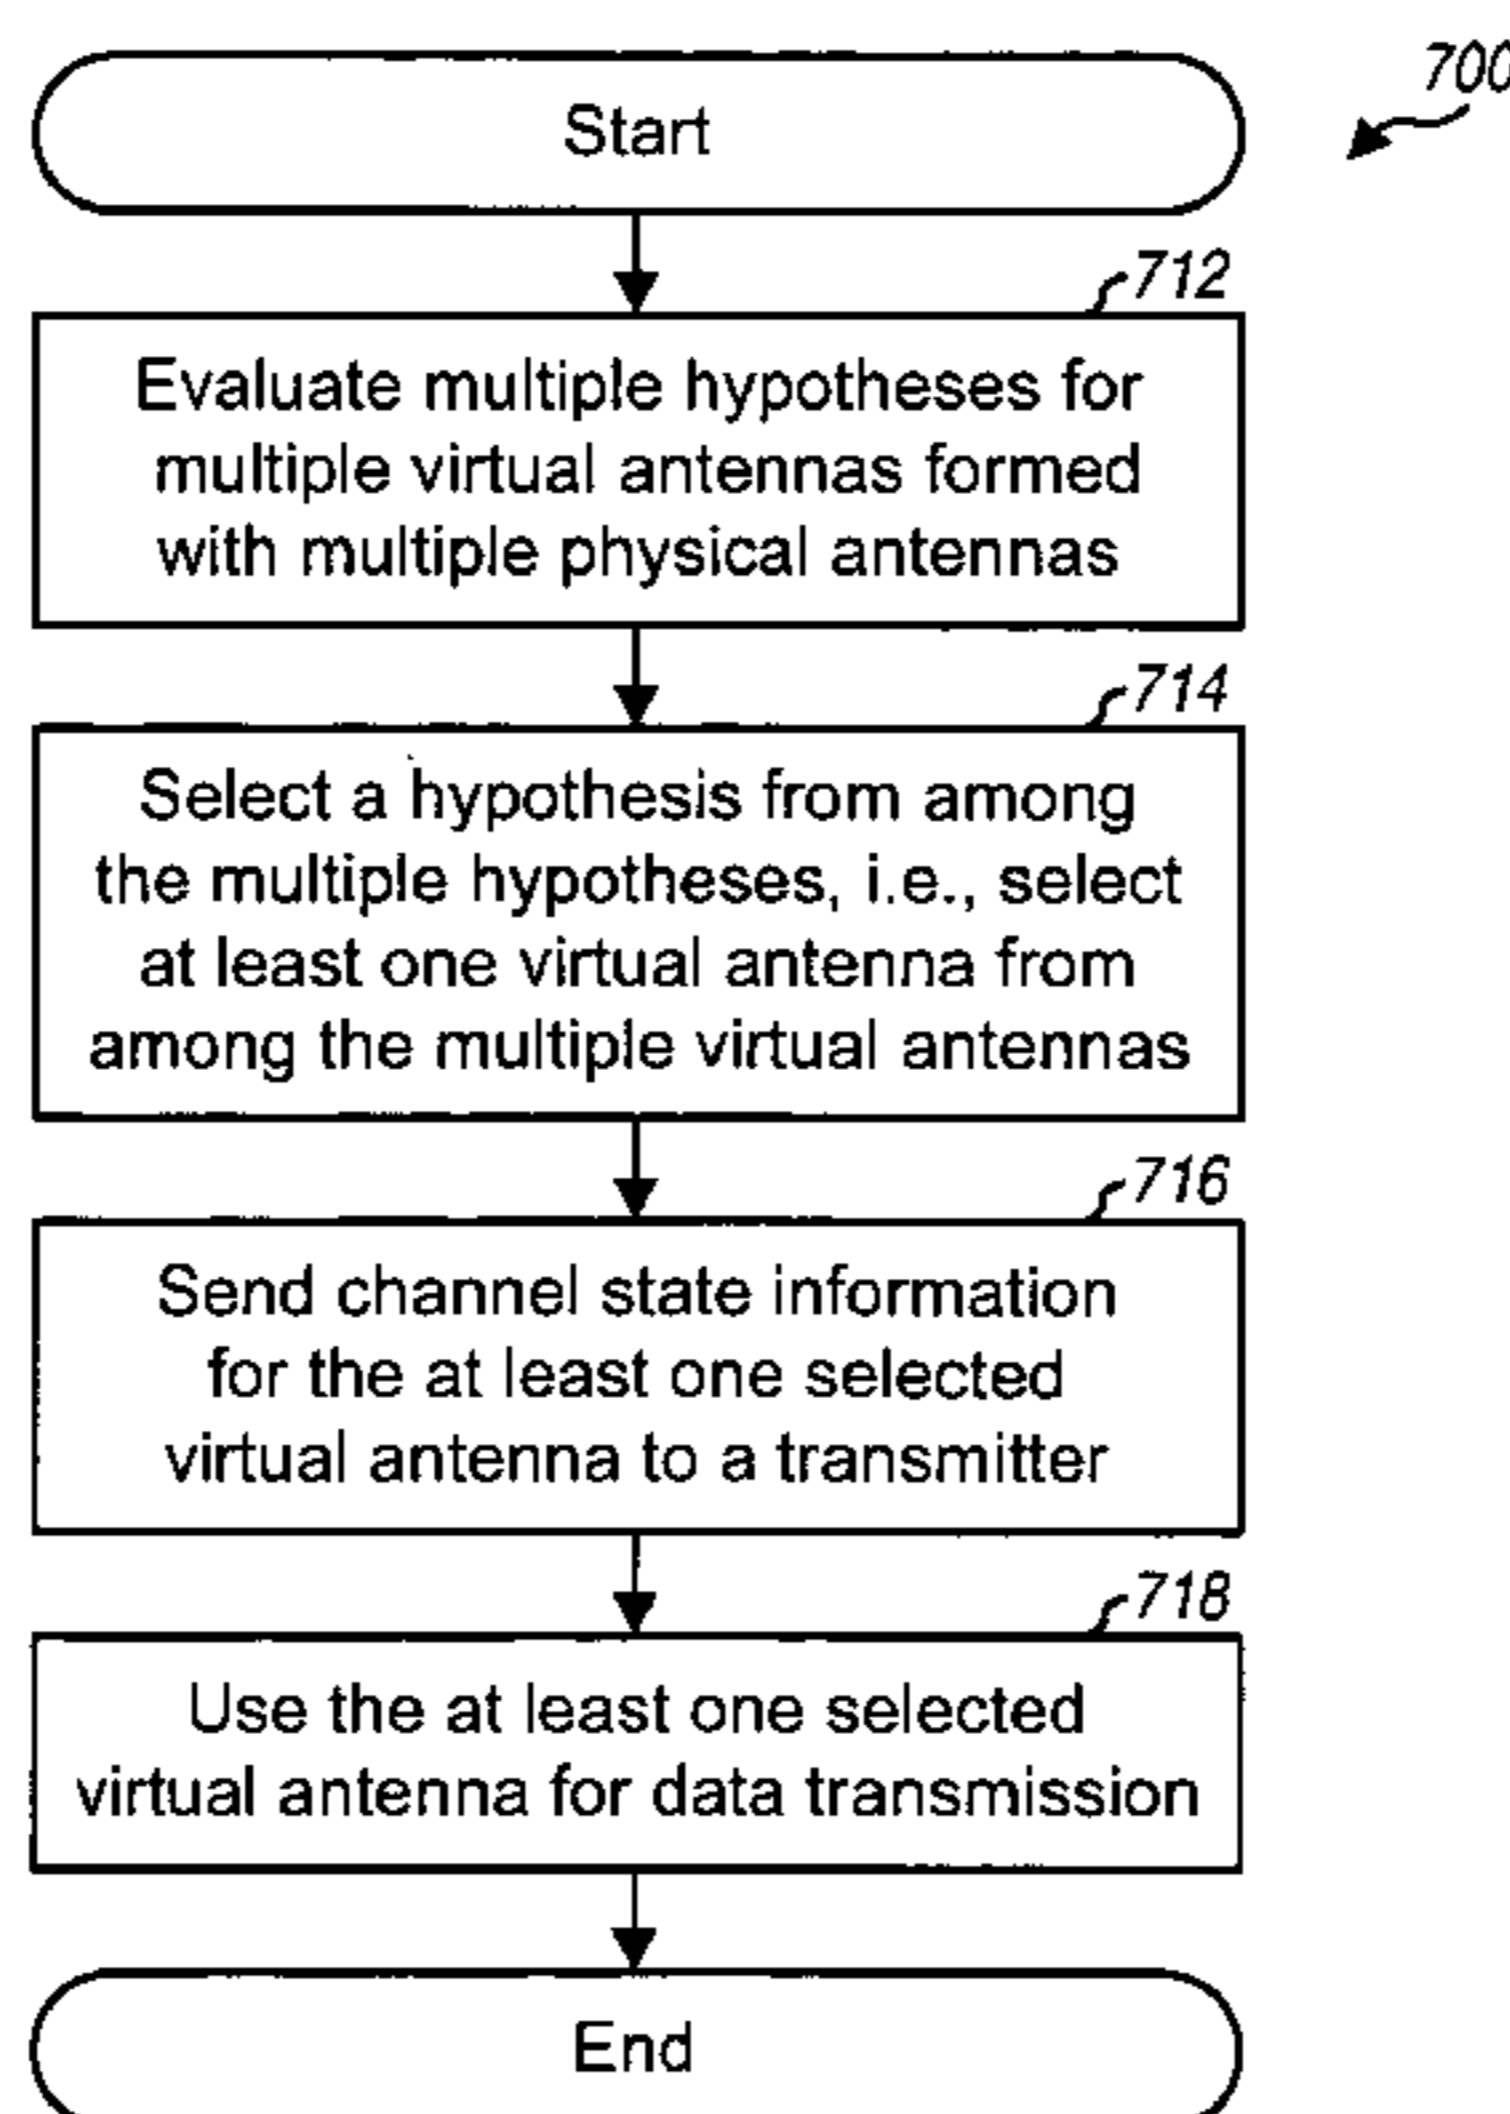 700
Start
712
Evaluate multiple hypotheses for
multiple virtual antennas formed
with multiple physical antennas
714
Select a hypothesis from among
the multiple hypotheses, i.e., select
at least one virtual antenna from
among the multiple virtual antennas
716
Send channel state information
for the at least one selected
virtual antenna to a transmitter
718
Use the at least one selected
virtual antenna for data transmission
End